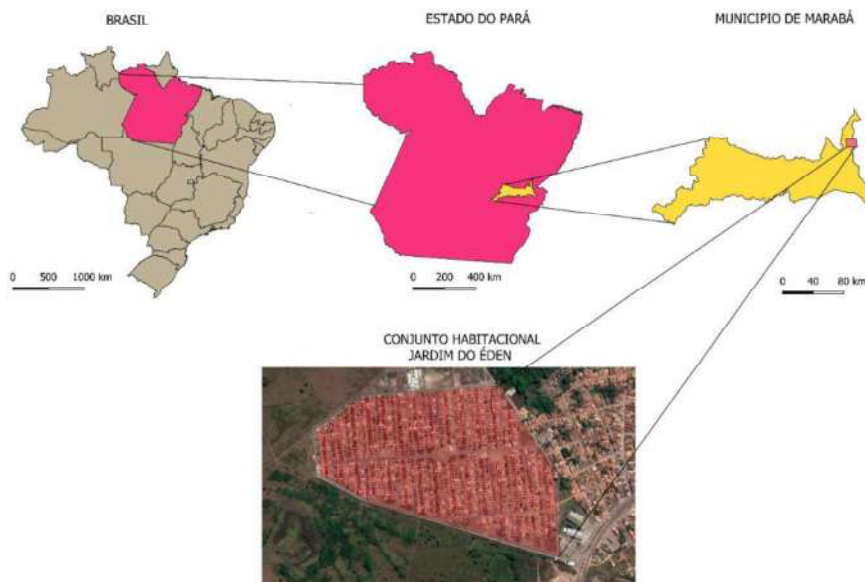 BRASIL
ESTADO DO PARÁ
MUNICIPIO DE MARABÁ
0 500 1000 km
0 200 400 km
0 40 80 km
CONJUNTO HABITACIONAL
JARDIM DO ÉDEN